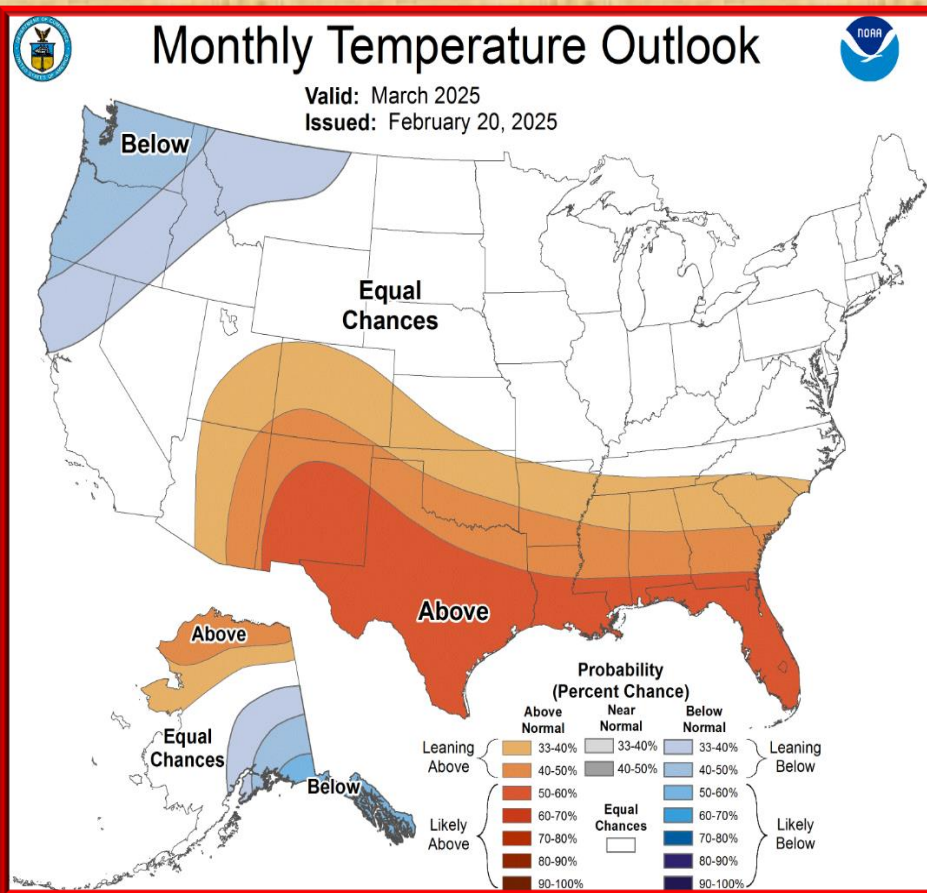 Monthly Temperature Outlook
NOAA
Valid: March 2025
Issued: February 20, 2025
Below
Equal
Chances
Above
Above
Equal
Chances
Below
Probability
(Percent Chance)
Above
Normal
Near
Normal
Below
Normal
Leaning
Above
33-40%
33-40%
33-40%
Leaning
Below
40-50%
40-50%
40-50%
Likely
Above
50-60%
50-60%
60-70%
Equal
Chances
60-70%
Likely
Below
70-80%
70-80%
80-90%
80-90%
90-100%
90-100%